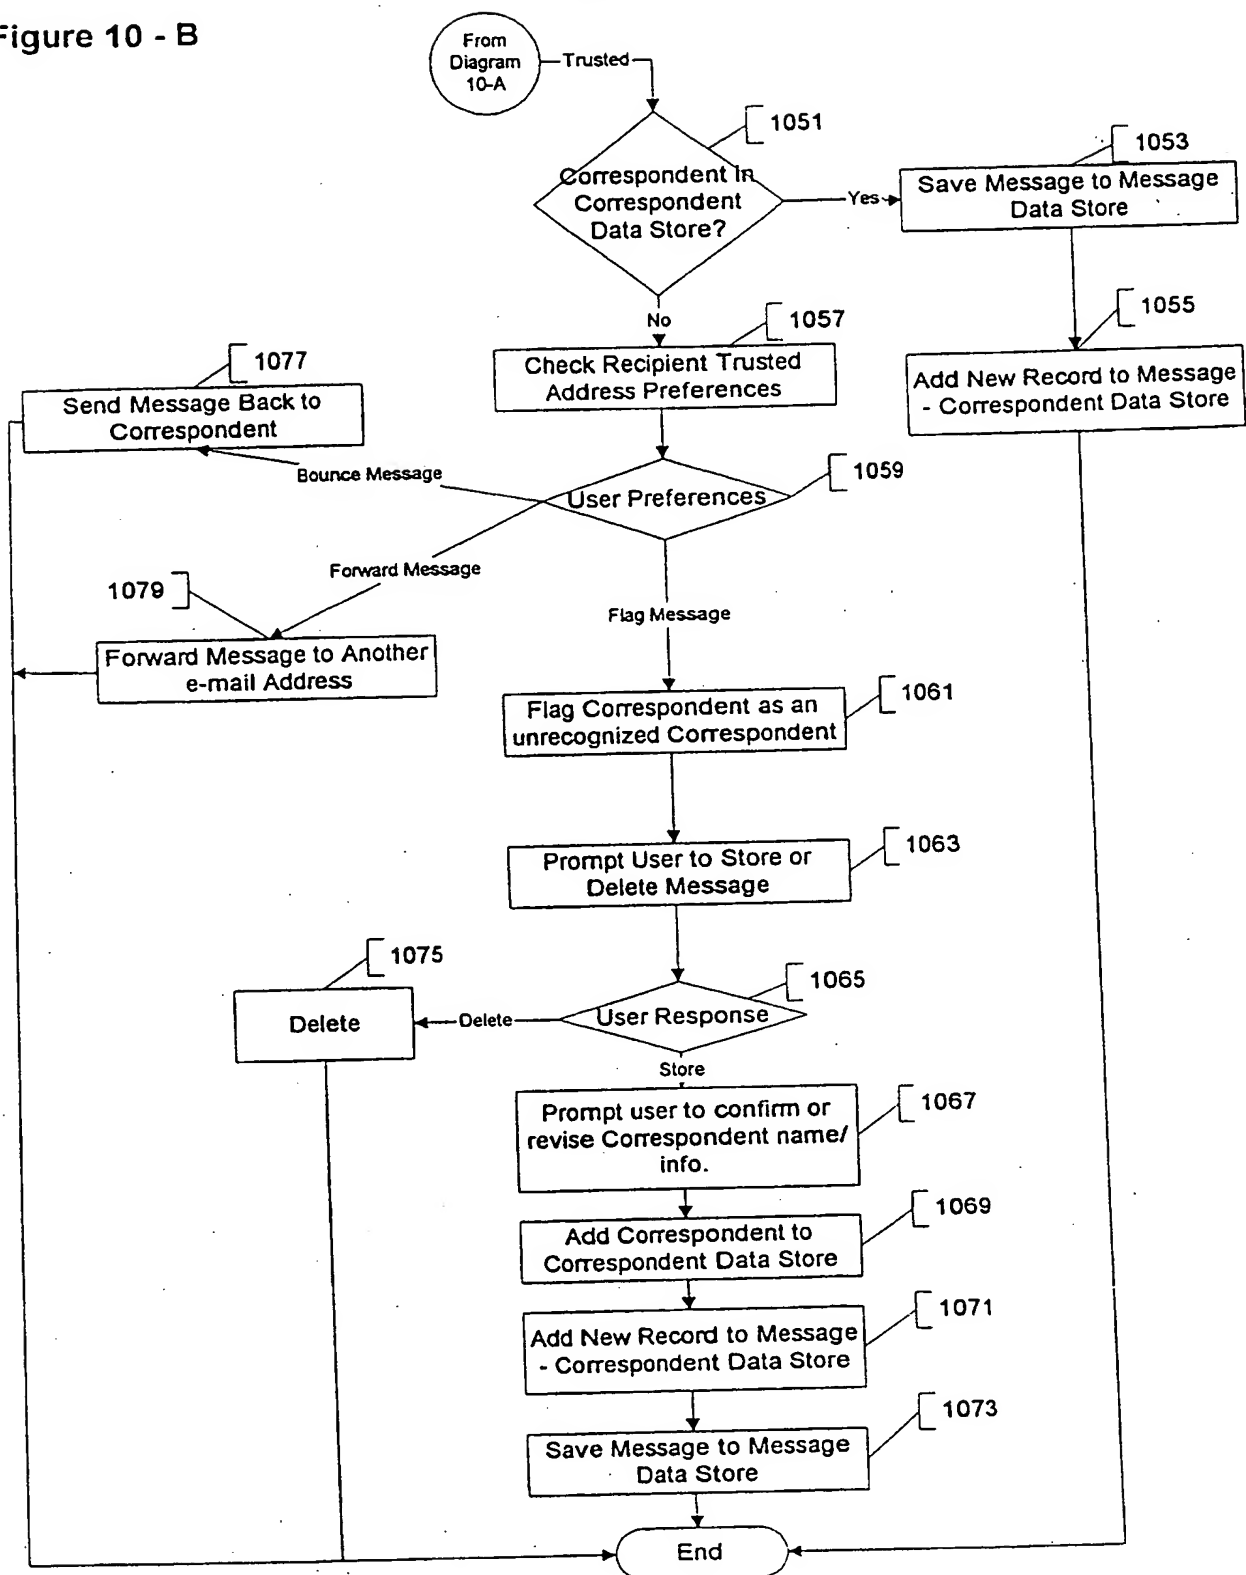 Figure 10 - B
From
Diagram
10-A
Trusted
1051
Correspondent In
Correspondent
Data Store?
Yes
1053
Save Message to Message
Data Store
No
1057
Check Recipient Trusted
Address Preferences
1055
Add New Record to Message
- Correspondent Data Store
1077
Send Message Back to
Correspondent
Bounce Message
User Preferences
1059
Forward Message
1079
Forward Message to Another
e-mail Address
Flag Message
1061
Flag Correspondent as an
unrecognized Correspondent
1063
Prompt User to Store or
Delete Message
1075
Delete
Delete
User Response
1065
Store
1067
Prompt user to confirm or
revise Correspondent name/
info.
1069
Add Correspondent to
Correspondent Data Store
1071
Add New Record to Message
- Correspondent Data Store
1073
Save Message to Message
Data Store
End